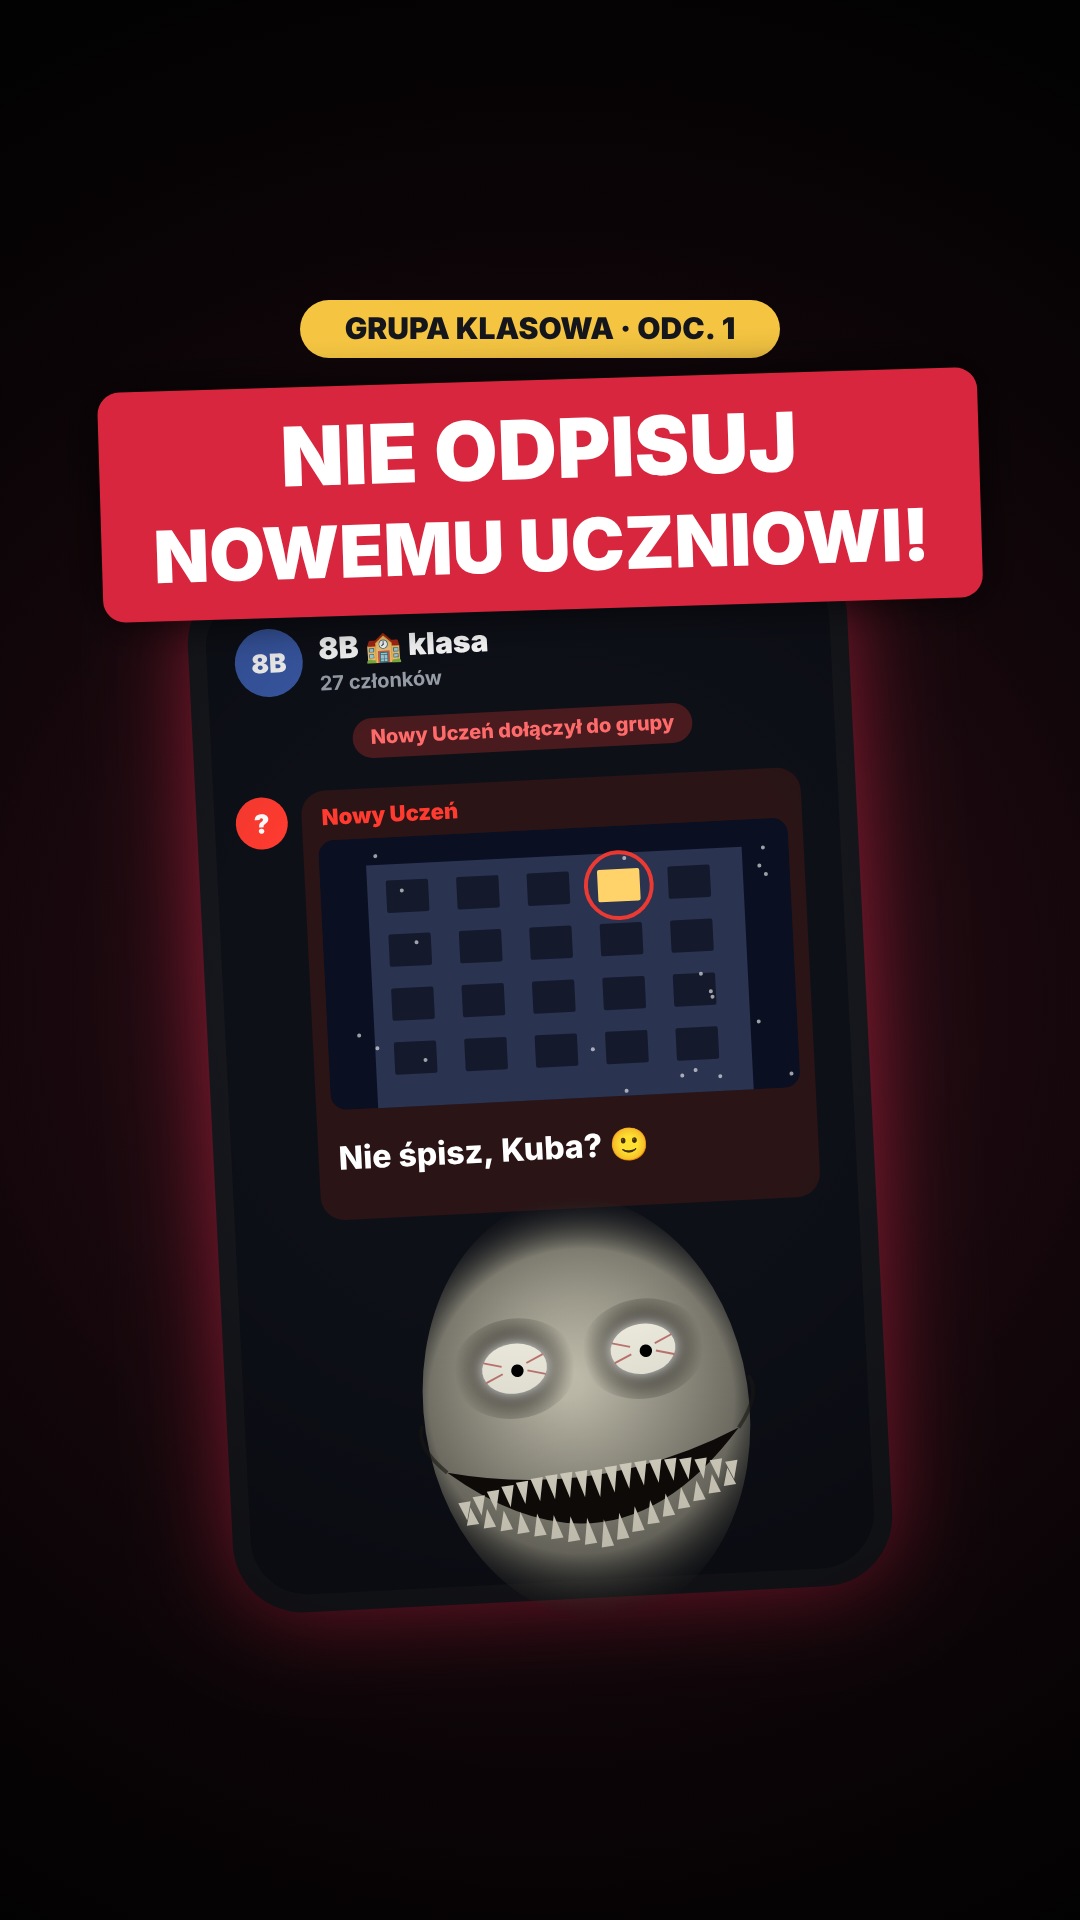 GRUPA KLASOWA · ODC. 1
NIE ODPISUJ
NOWEMU UCZNIOWI!
8B
8B 🏫 klasa
27 członków
Nowy Uczeń dołączył do grupy
?
Nowy Uczeń
Nie śpisz, Kuba? 🙂